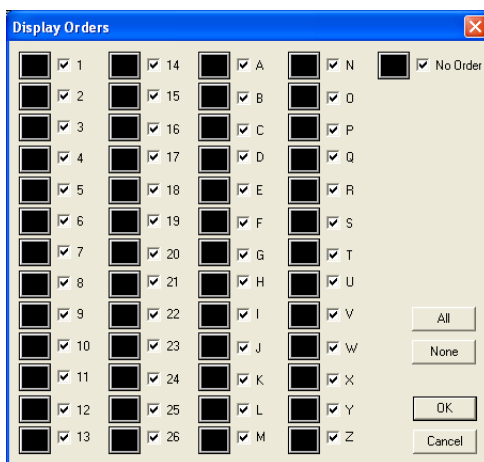 Display Orders
1 14 A N No Order
2 15 B O
3 16 C P
4 17 D Q
5 18 E R
6 19 F S
7 20 G T
8 21 H U
9 22 I V All
10 23 J W None
11 24 K X
12 25 L Y OK
13 26 M Z Cancel